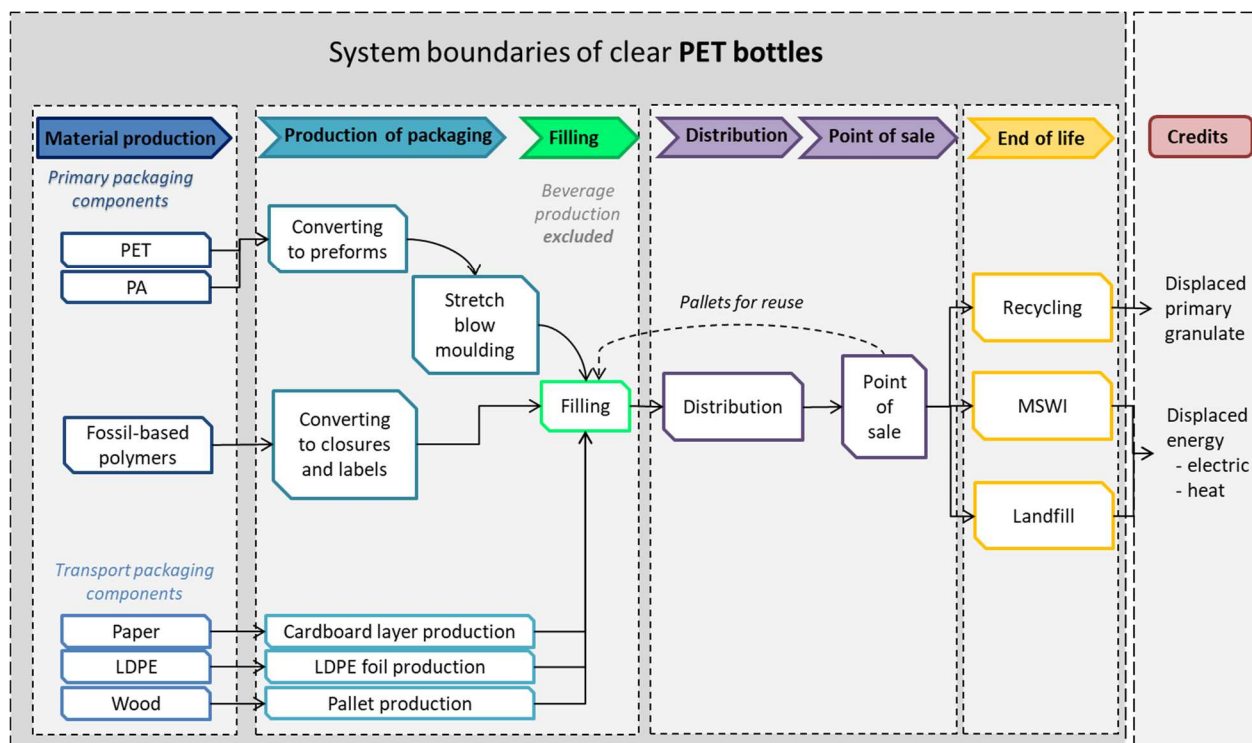 System boundaries of clear PET bottles
Material production
Production of packaging
Filling
Distribution
Point of sale
End of life
Credits
Primary packaging
components
Beverage
production
excluded
PET
PA
Converting
to preforms
Stretch
blow
moulding
Pallets for reuse
Recycling
Displaced
primary
granulate
Fossil-based
polymers
Converting
to closures
and labels
Filling
Distribution
Point
of
sale
MSWI
Displaced
energy
- electric
- heat
Landfill
Transport packaging
components
Paper
Cardboard layer production
LDPE
LDPE foil production
Wood
Pallet production